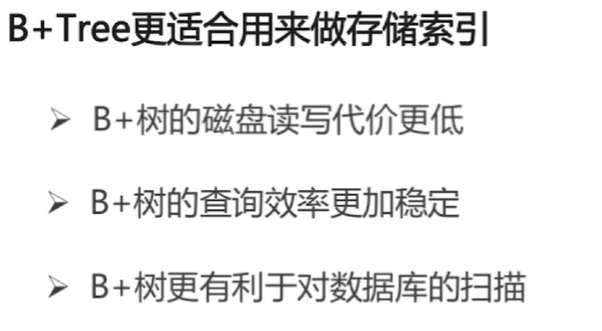 B+Tree更适合用来做存储索引
➢ B+树的磁盘读写代价更低
➢ B+树的查询效率更加稳定
➢ B+树更有利于对数据库的扫描